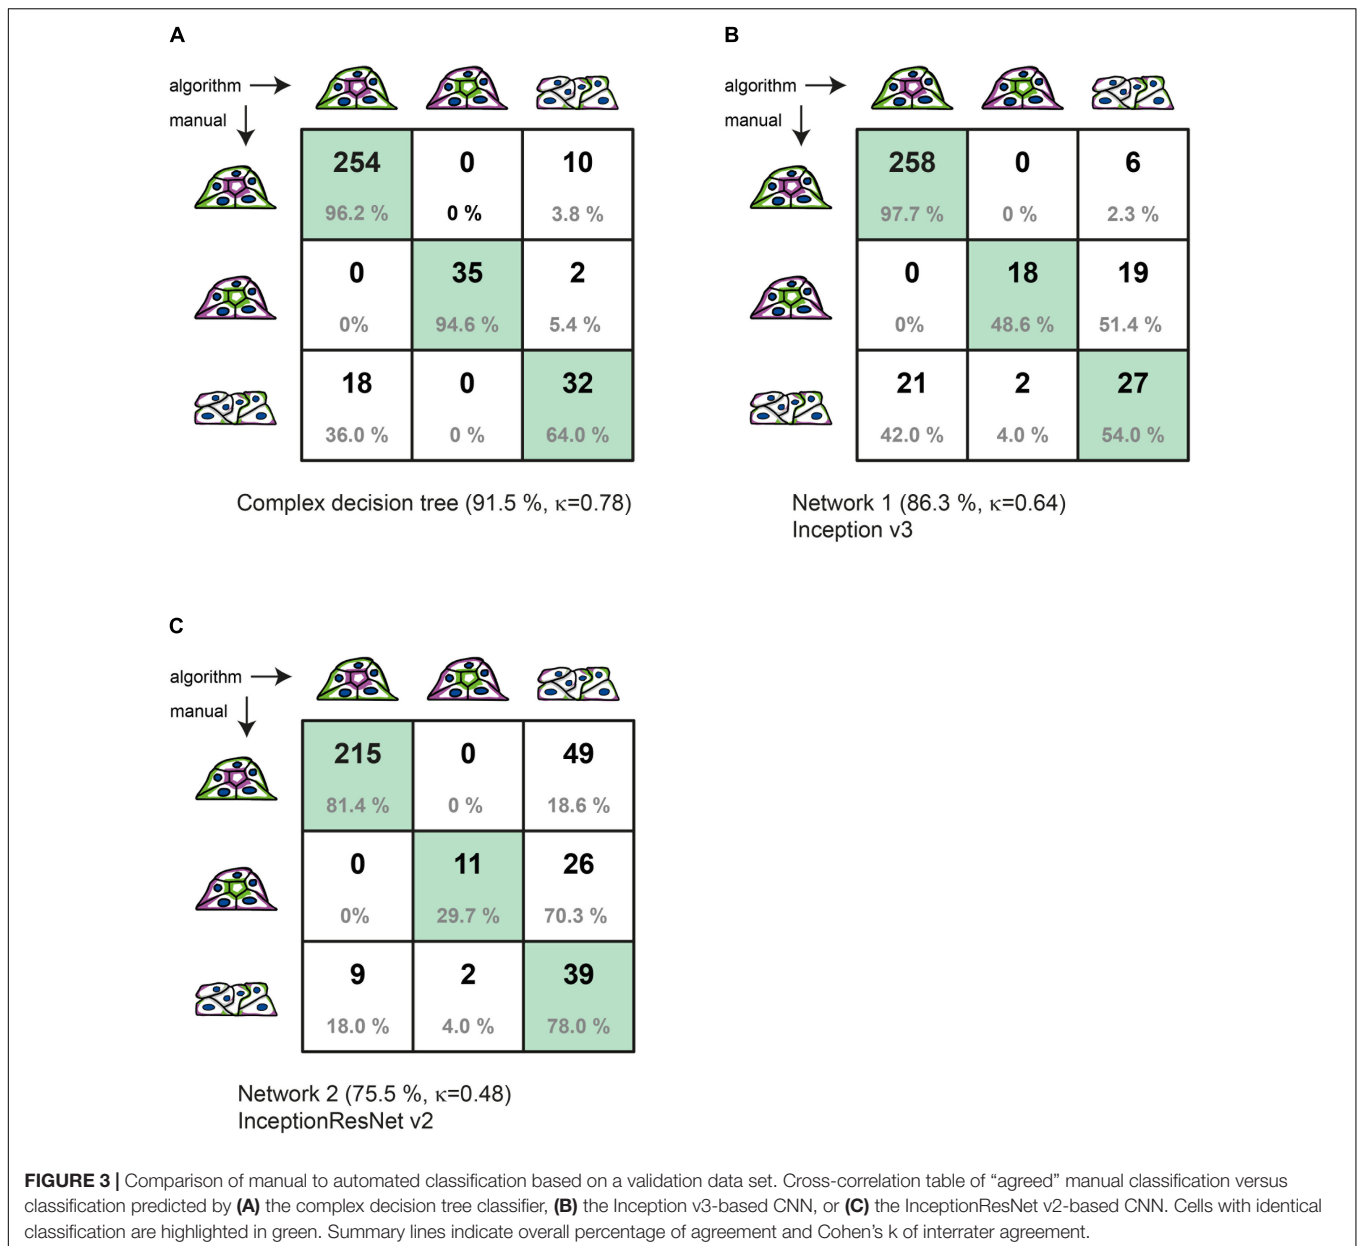 A
algorithm
manual
254 0 10
96.2 % 0 % 3.8 %
0 35 2
0% 94.6 % 5.4 %
18 0 32
36.0 % 0 % 64.0 %
Complex decision tree (91.5 %, κ=0.78)
B
algorithm
manual
258 0 6
97.7 % 0 % 2.3 %
0 18 19
0% 48.6 % 51.4 %
21 2 27
42.0 % 4.0 % 54.0 %
Network 1 (86.3 %, κ=0.64)
Inception v3
C
algorithm
manual
215 0 49
81.4 % 0 % 18.6 %
0 11 26
0% 29.7 % 70.3 %
9 2 39
18.0 % 4.0 % 78.0 %
Network 2 (75.5 %, κ=0.48)
InceptionResNet v2
FIGURE 3 | Comparison of manual to automated classification based on a validation data set. Cross-correlation table of “agreed” manual classification versus
classification predicted by (A) the complex decision tree classifier, (B) the Inception v3-based CNN, or (C) the InceptionResNet v2-based CNN. Cells with identical
classification are highlighted in green. Summary lines indicate overall percentage of agreement and Cohen’s k of interrater agreement.